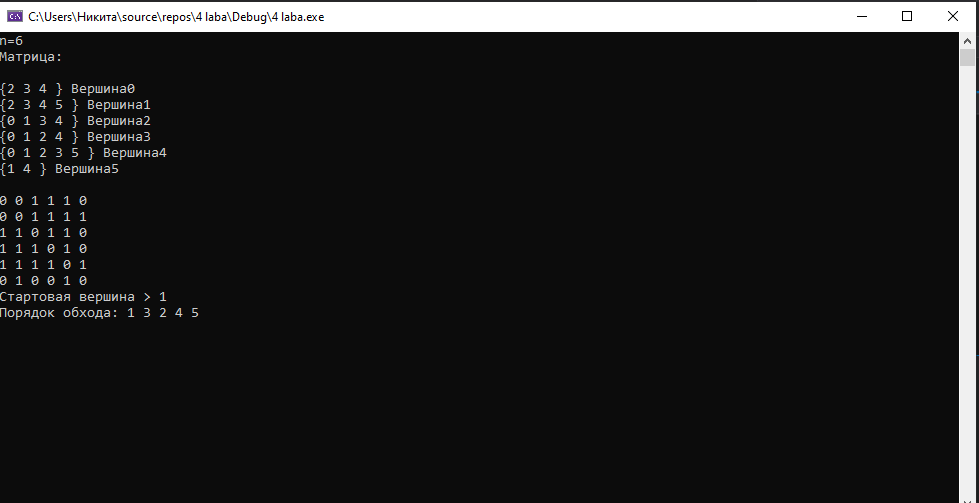 C:\Users\Никита\source\repos\4 laba\Debug\4 laba.exe
n=6
Матрица:
{2 3 4 } Вершина0
{2 3 4 5 } Вершина1
{0 1 3 4 } Вершина2
{0 1 2 4 } Вершина3
{0 1 2 3 5 } Вершина4
{1 4 } Вершина5
0 0 1 1 1 0
0 0 1 1 1 1
1 1 0 1 1 0
1 1 1 0 1 0
1 1 1 1 0 1
0 1 0 0 1 0
Стартовая вершина > 1
Порядок обхода: 1 3 2 4 5